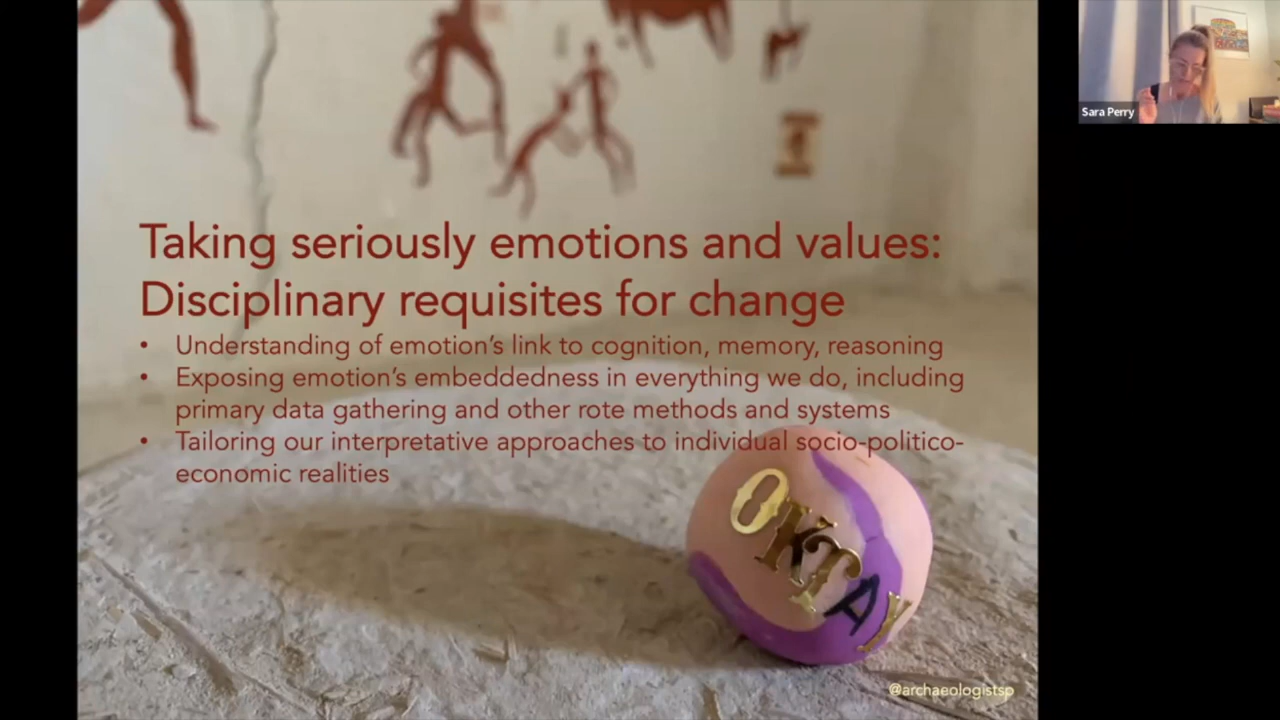 Sara Perry
Taking seriously emotions and values:
Disciplinary requisites for change
• Understanding of emotion's link to cognition, memory, reasoning
• Exposing emotion's embeddedness in everything we do, including
primary data gathering and other rote methods and systems
• Tailoring our interpretative approaches to individual socio-politico-
economic realities
OKTAY
@archaeologistsp